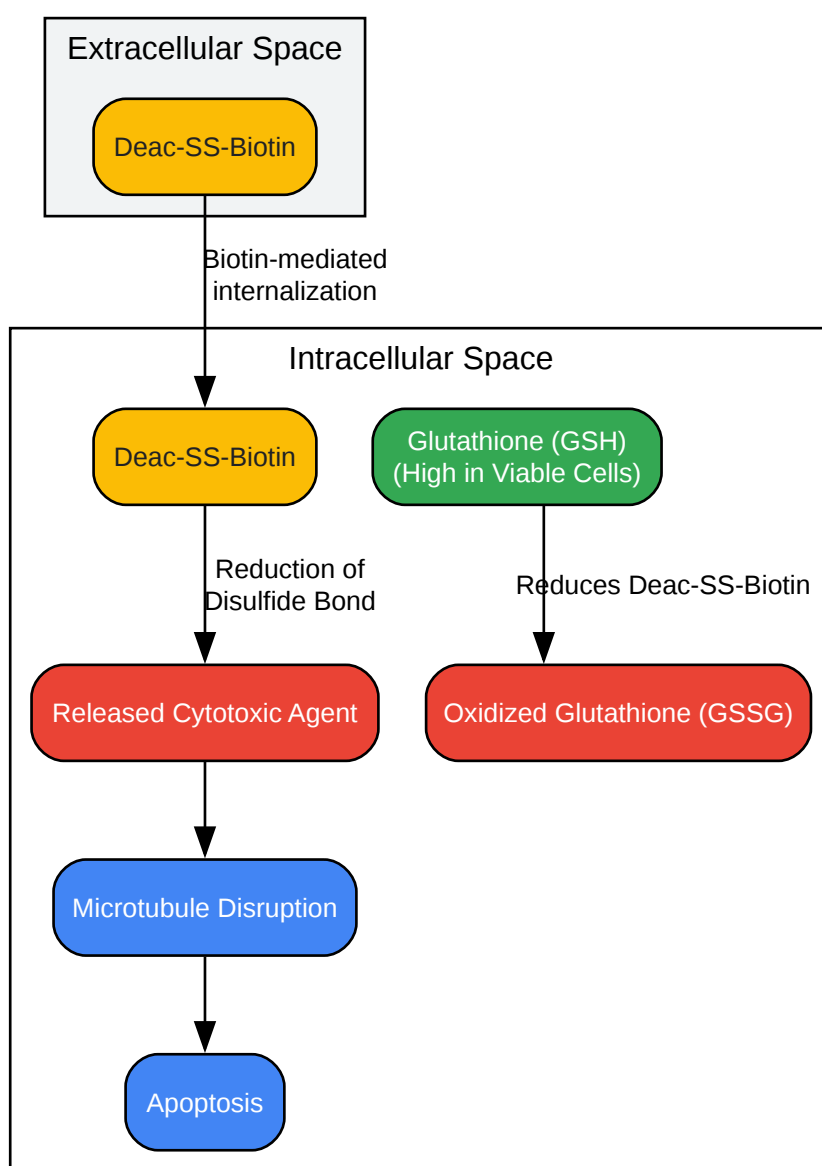 Extracellular Space
Deac-SS-Biotin
Biotin-mediated
internalization
Intracellular Space
Deac-SS-Biotin
Glutathione (GSH)
(High in Viable Cells)
Reduction of
Disulfide Bond
Reduces Deac-SS-Biotin
Released Cytotoxic Agent
Oxidized Glutathione (GSSG)
Microtubule Disruption
Apoptosis